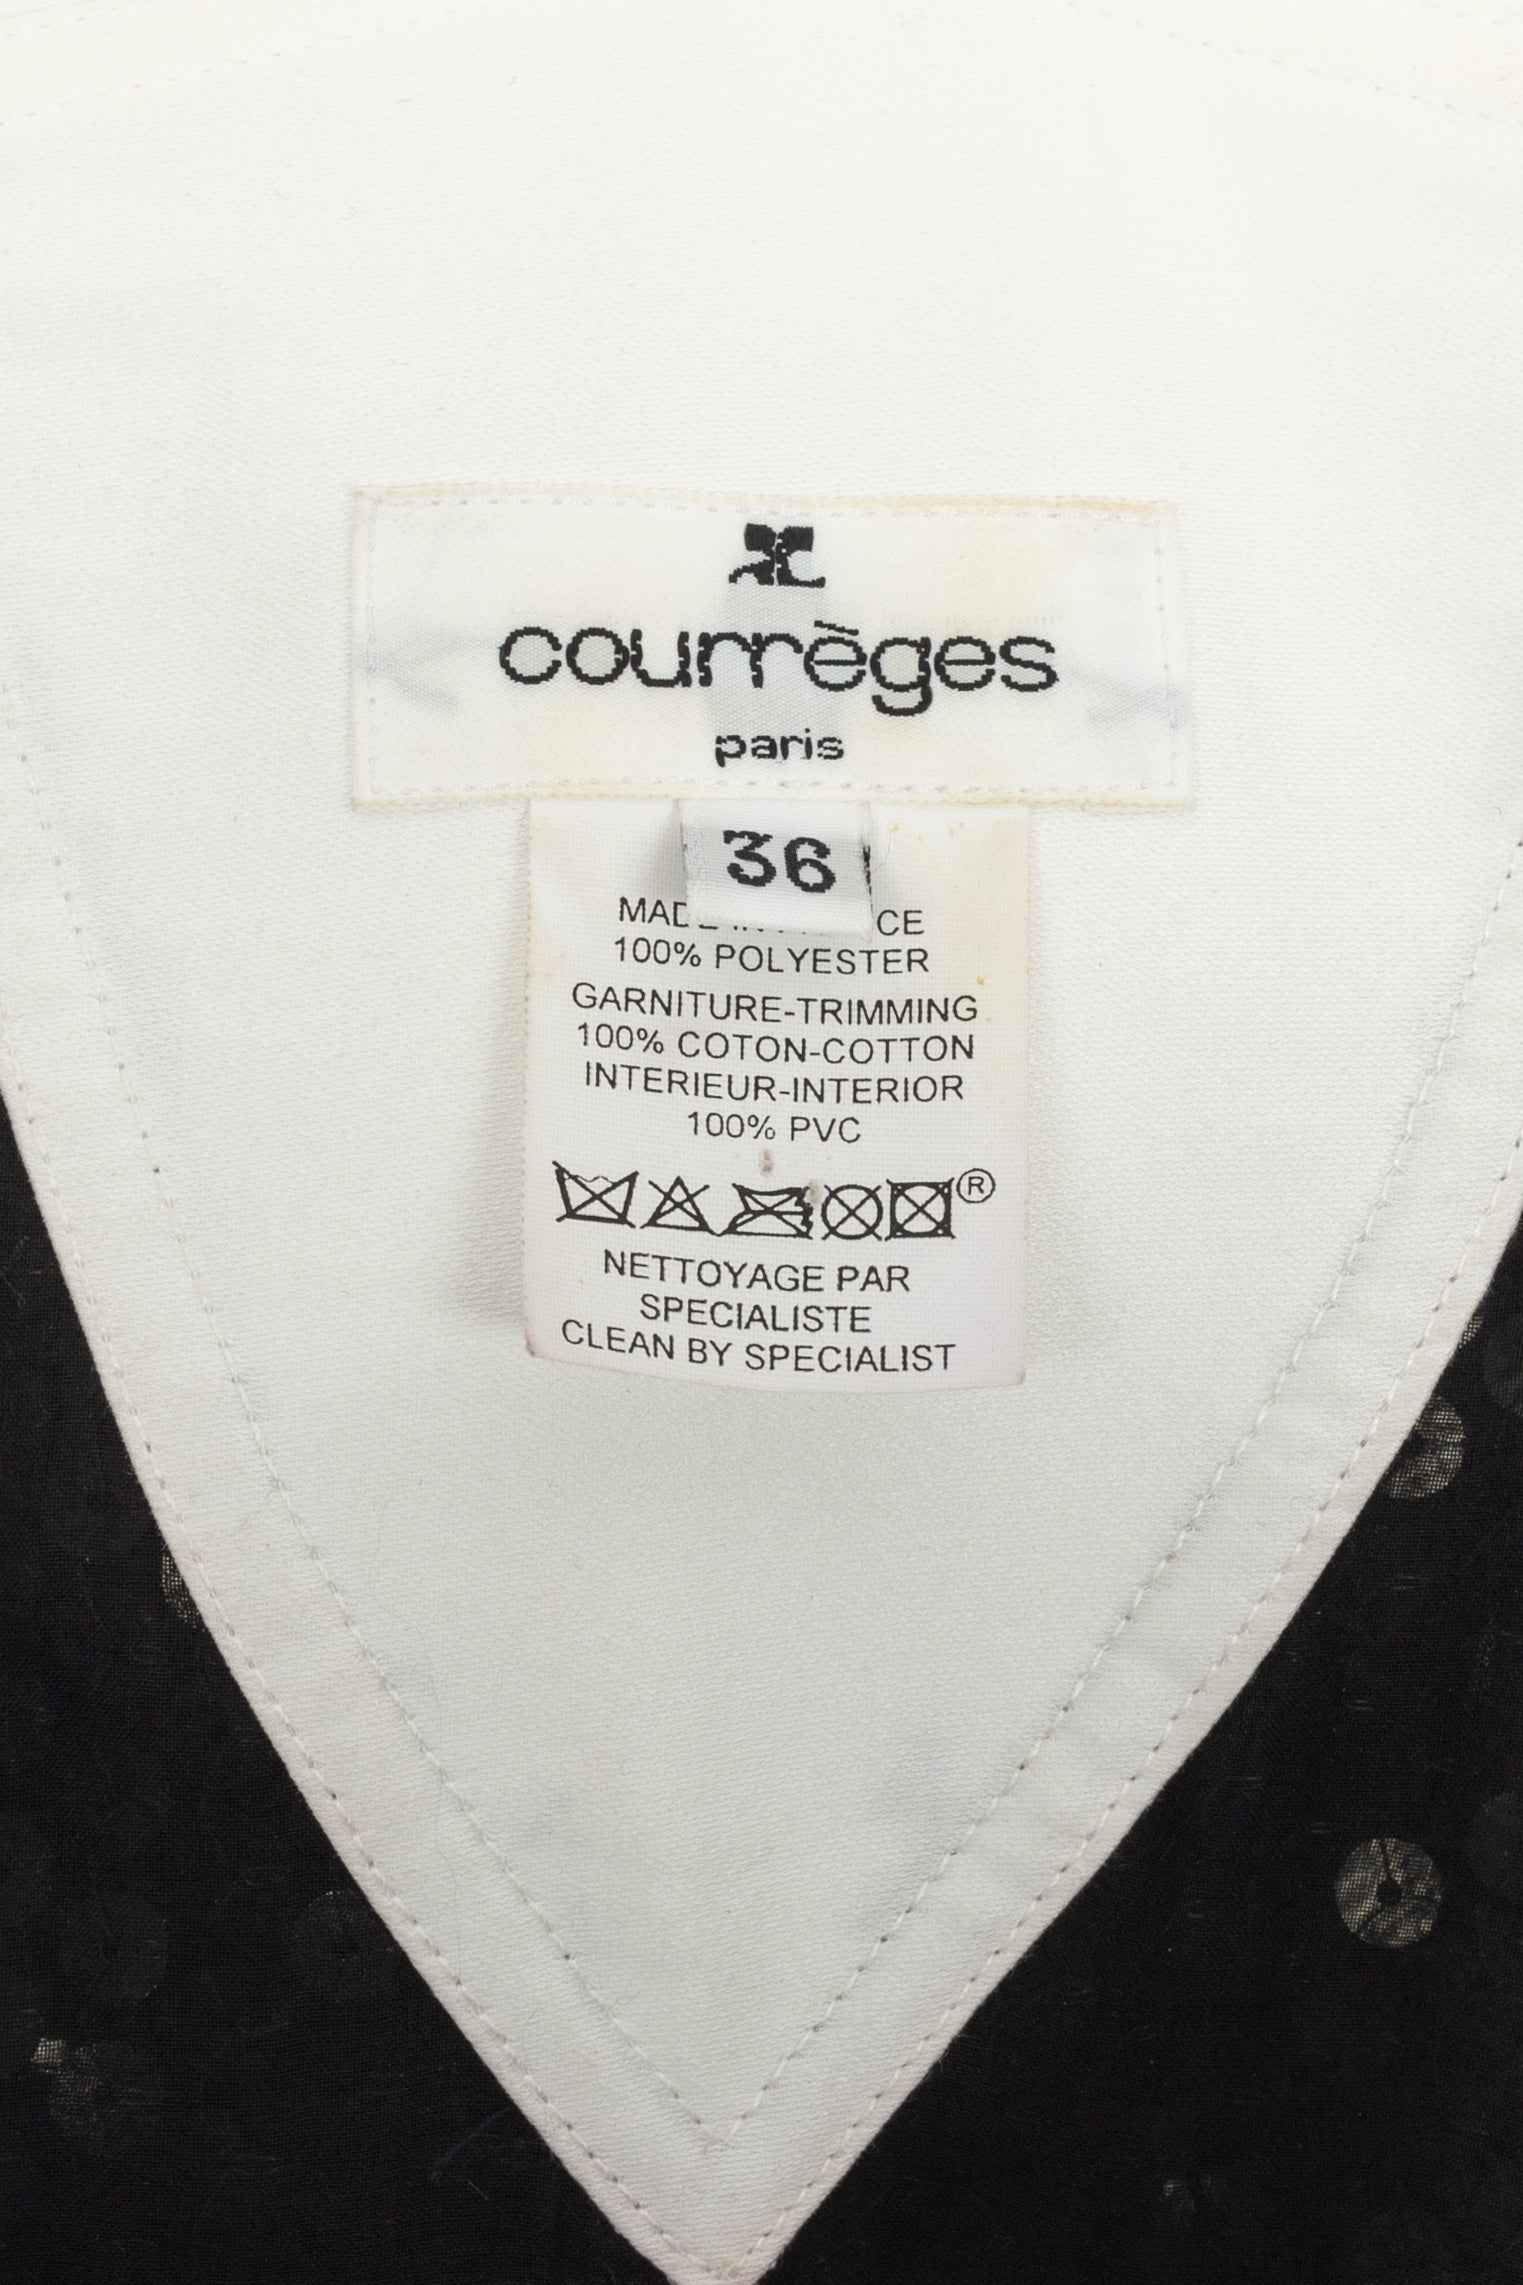 courrèges
paris
36
100% POLYESTER
GARNITURE-TRIMMING
100% COTON-COTTON
INTERIEUR-INTERIOR
100% PVC
®
NETTOYAGE PAR
SPECIALISTE
CLEAN BY SPECIALIST